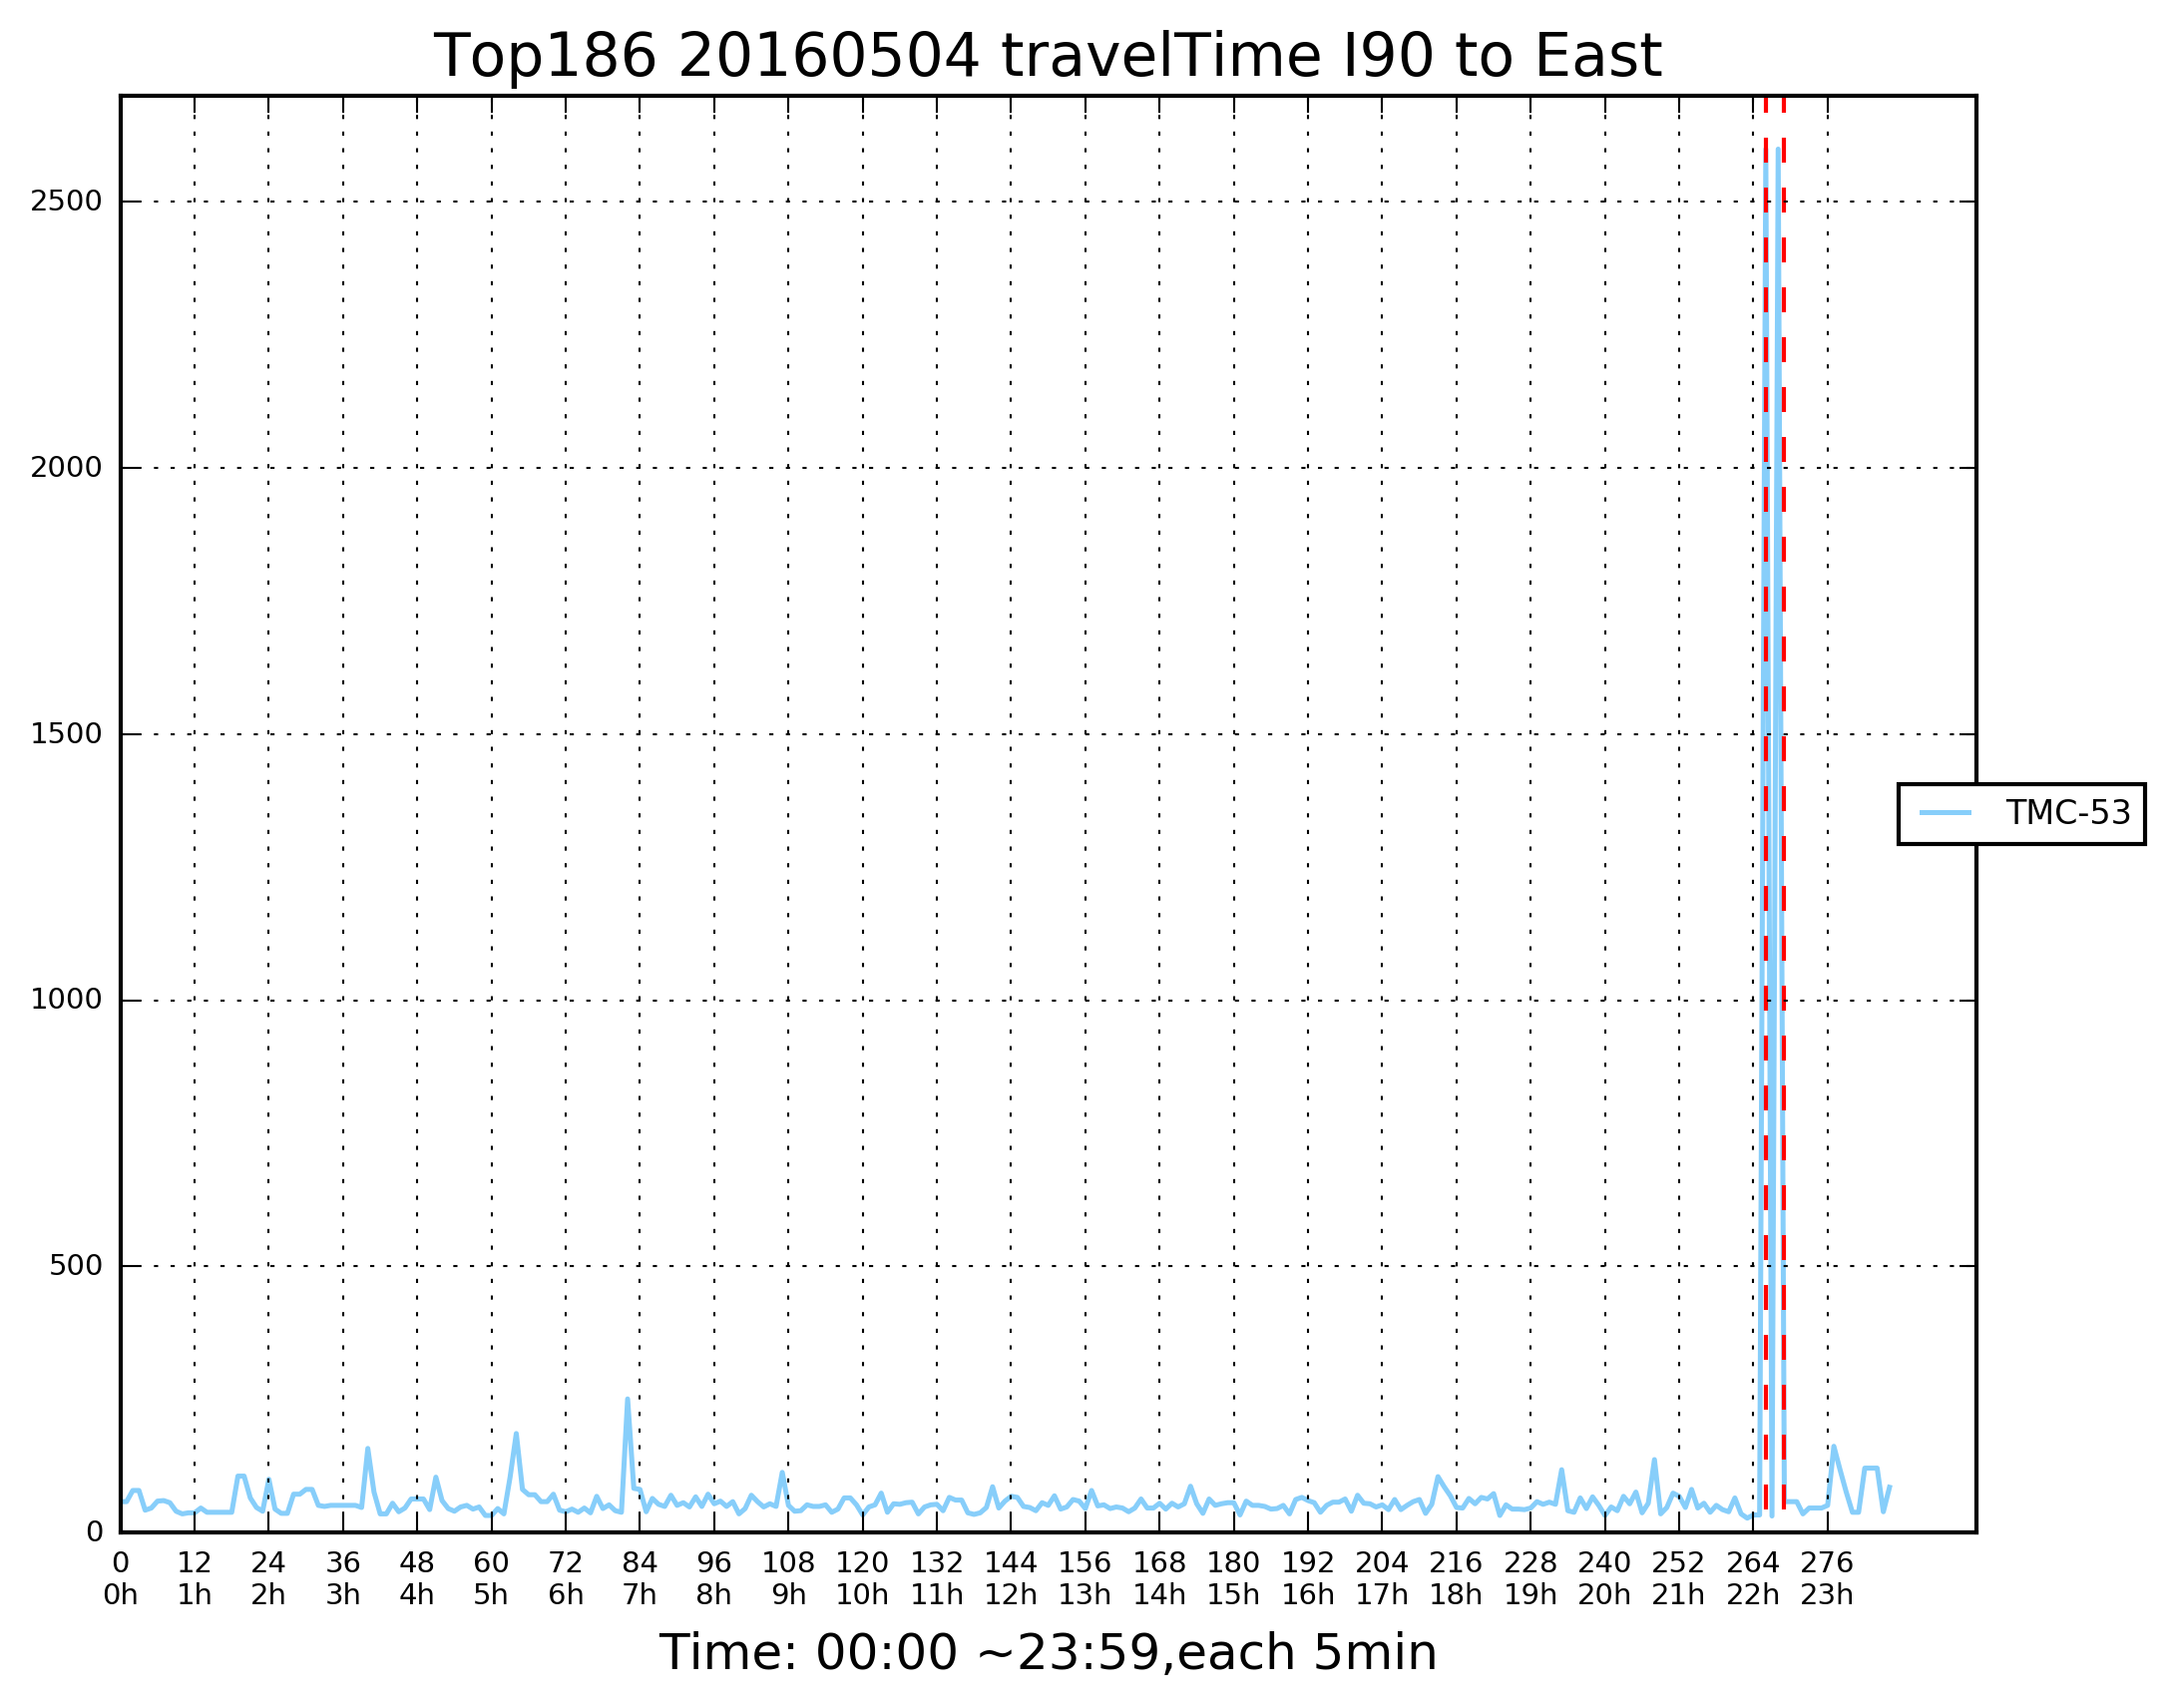 Top186 20160504 travelTime I90 to East
2500
2000
1500
1000
500
0
TMC-53
0 12 24 36 48 60 72 84 96 108 120 132 144 156 168 180 192 204 216 228 240 252 264 276
0h 1h 2h 3h 4h 5h 6h 7h 8h 9h 10h 11h 12h 13h 14h 15h 16h 17h 18h 19h 20h 21h 22h 23h
Time: 00:00 ~23:59,each 5min